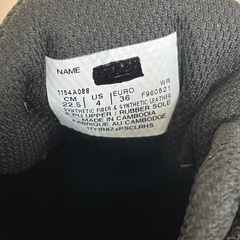 NAME
1154A088 WR
CM US EURO
22.5 4 36 F960821
SYNTHETIC FIBER & SYNTHETIC LEATHER
& PU UPPER / RUBBER SOLE
MADE IN CAMBODIA
FABRIQUE AU CAMBODGE